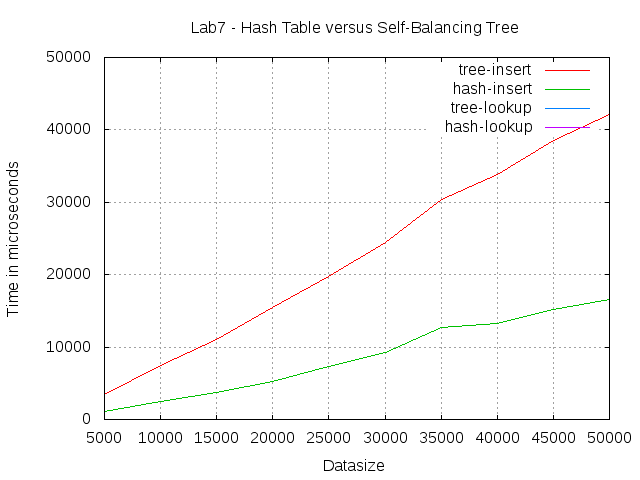 Lab7 - Hash Table versus Self-Balancing Tree
50000
40000
30000
20000
10000
0
Time in microseconds
tree-insert
hash-insert
tree-lookup
hash-lookup
5000 10000 15000 20000 25000 30000 35000 40000 45000 50000
Datasize